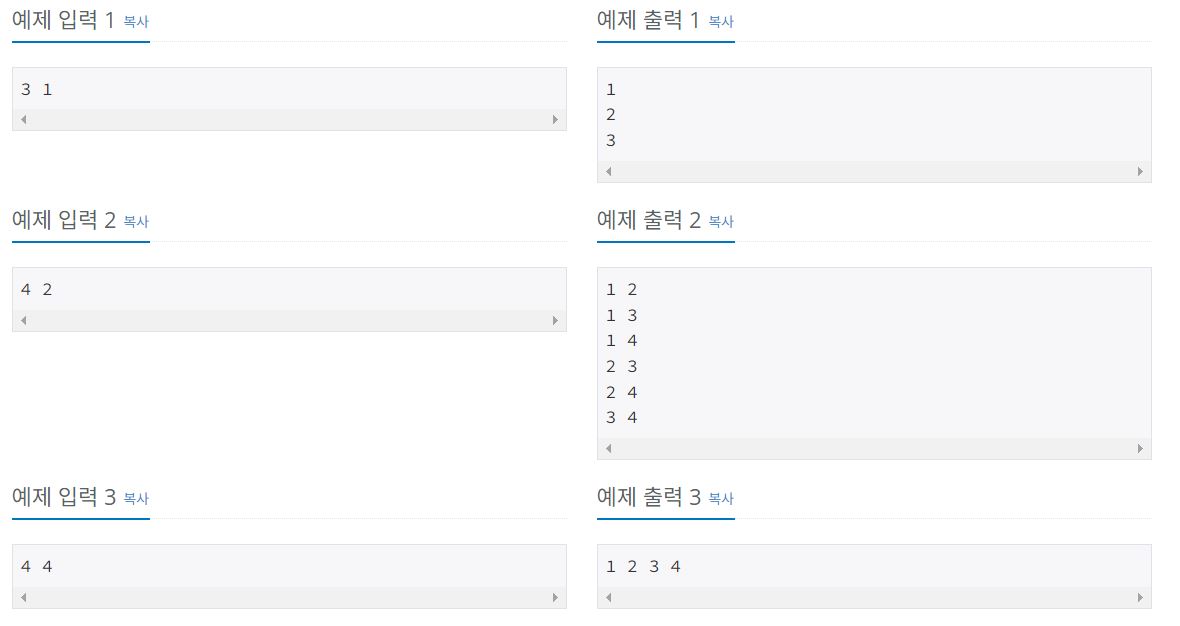 예제 입력 1 복사
3 1
예제 출력 1 복사
1
2
3
예제 입력 2 복사
4 2
예제 출력 2 복사
1 2
1 3
1 4
2 3
2 4
3 4
예제 입력 3 복사
4 4
예제 출력 3 복사
1 2 3 4